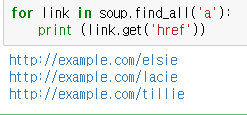 for link in soup.find_all('a'):
    print (link.get('href'))
http://example.com/elsie
http://example.com/lacie
http://example.com/tillie